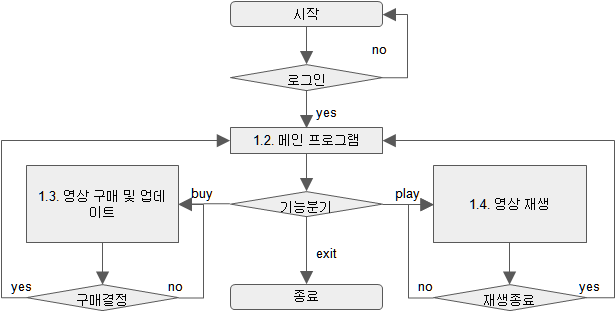 시작
no
로그인
yes
1.2. 메인 프로그램
1.3. 영상 구매 및 업데
이트
buy
기능분기
play
1.4. 영상 재생
exit
yes
구매결정
no
종료
no
재생종료
yes